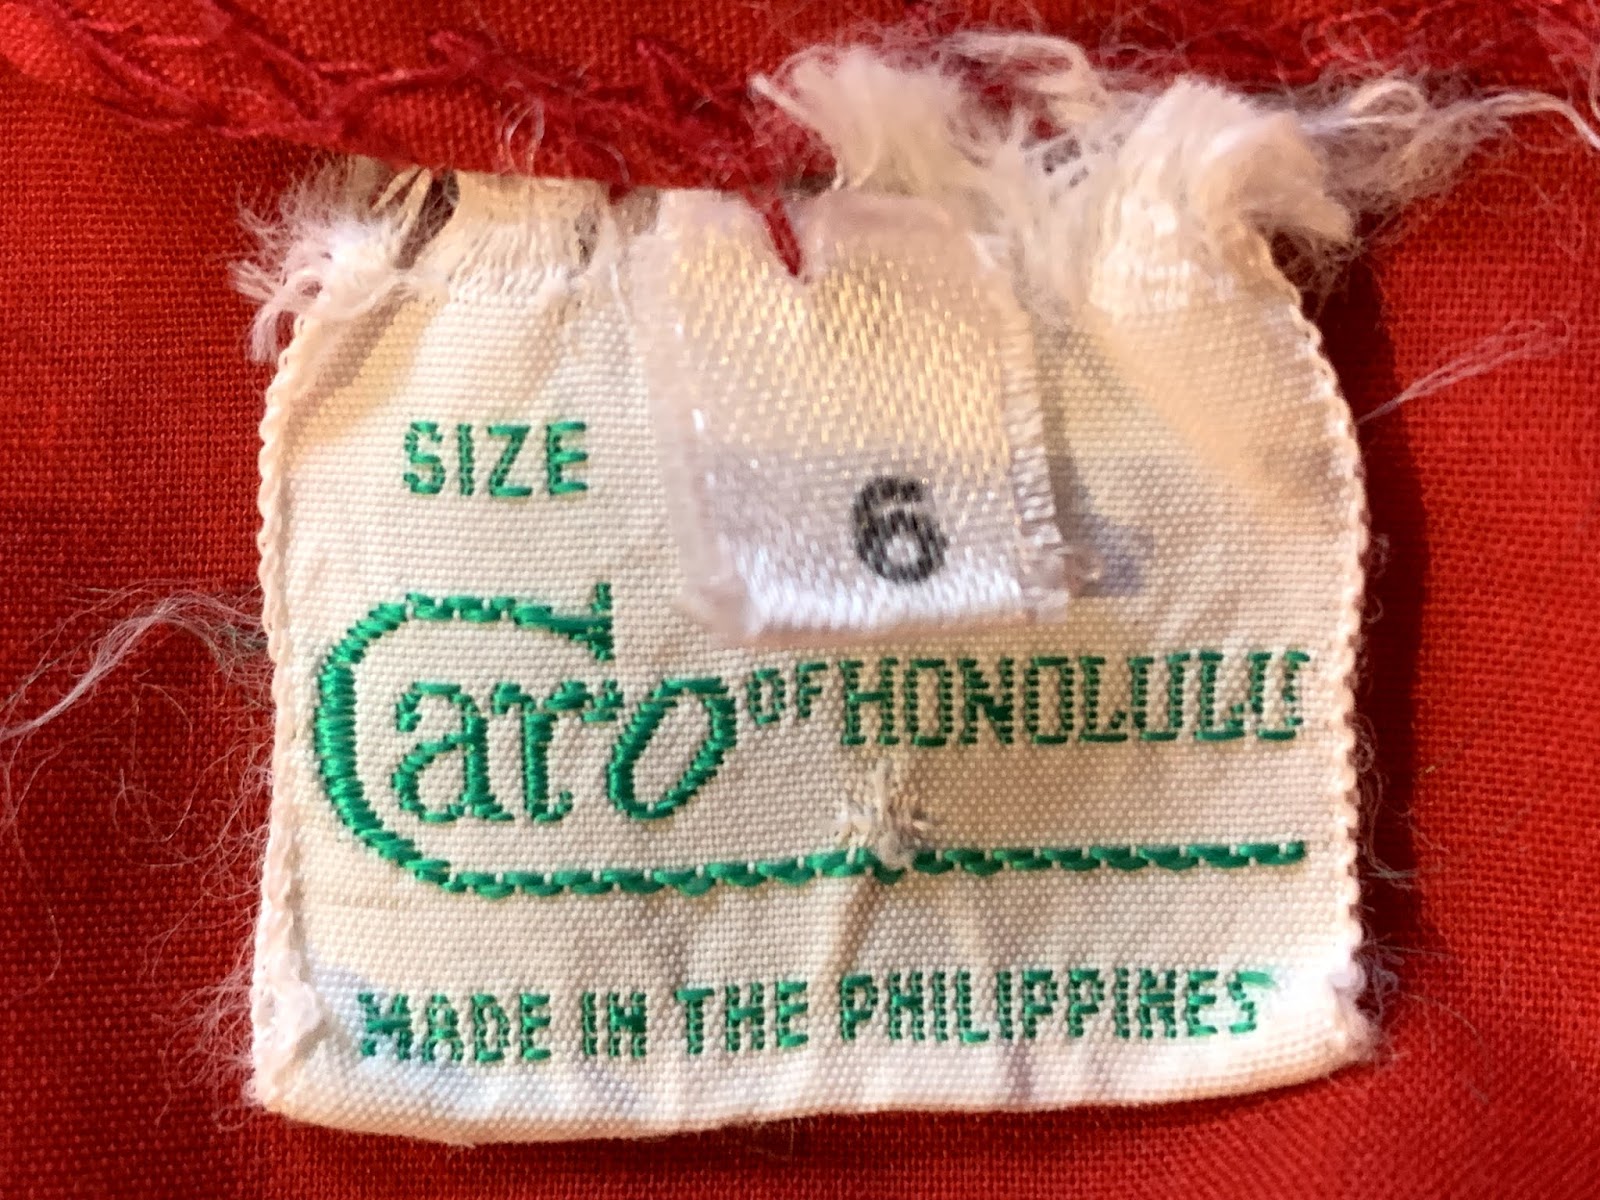 SIZE 6
Caro OF HONOLULU
MADE IN THE PHILIPPINES